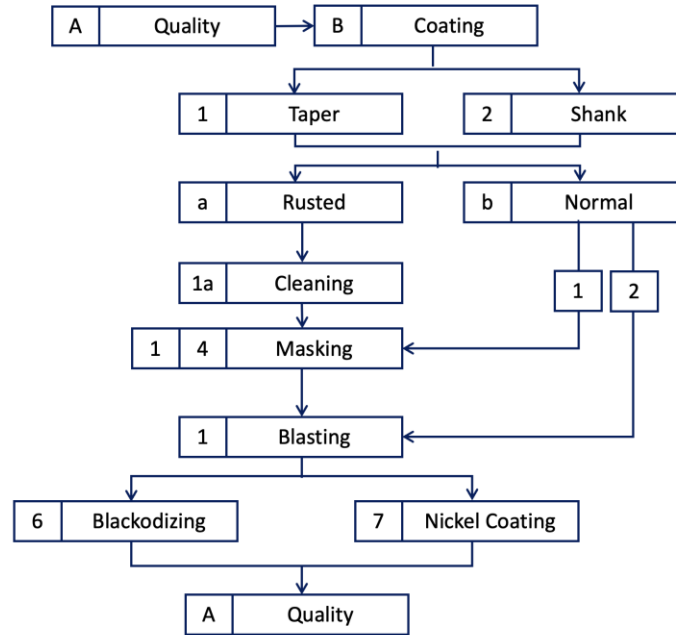 A Quality B Coating
1 Taper 2 Shank
a Rusted b Normal
1a Cleaning 1 2
1 4 Masking
1 Blasting
6 Blackodizing 7 Nickel Coating
A Quality